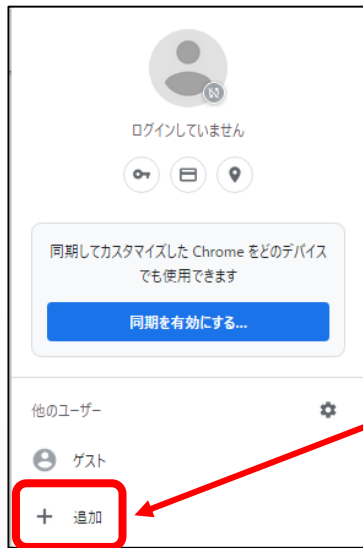 ログインしていません
同期してカスタマイズした Chrome をどのデバイス
でも使用できます
同期を有効にする...
他のユーザー
ゲスト
+ 追加